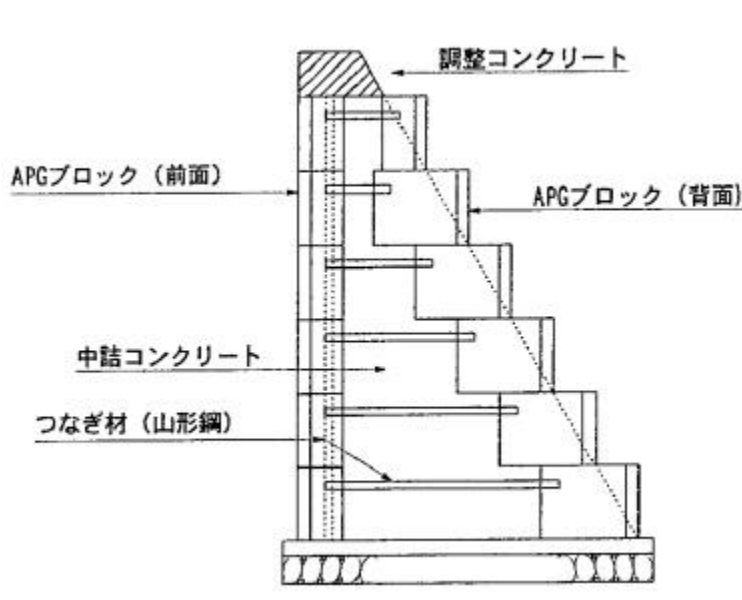 調整コンクリート
APGブロック（前面）
APGブロック（背面）
中詰コンクリート
つなぎ材（山形鋼）